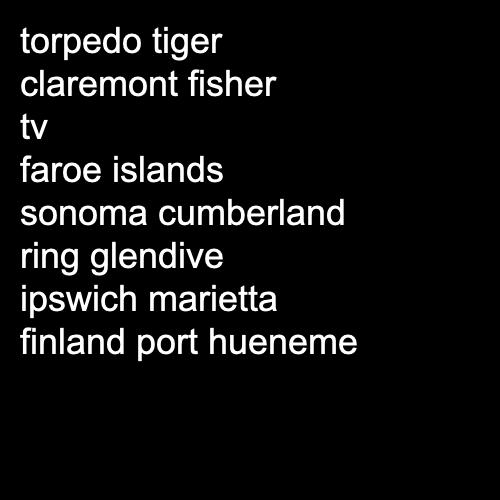 torpedo tiger
claremont fisher
tv
faroe islands
sonoma cumberland
ring glendive
ipswich marietta
finland port hueneme